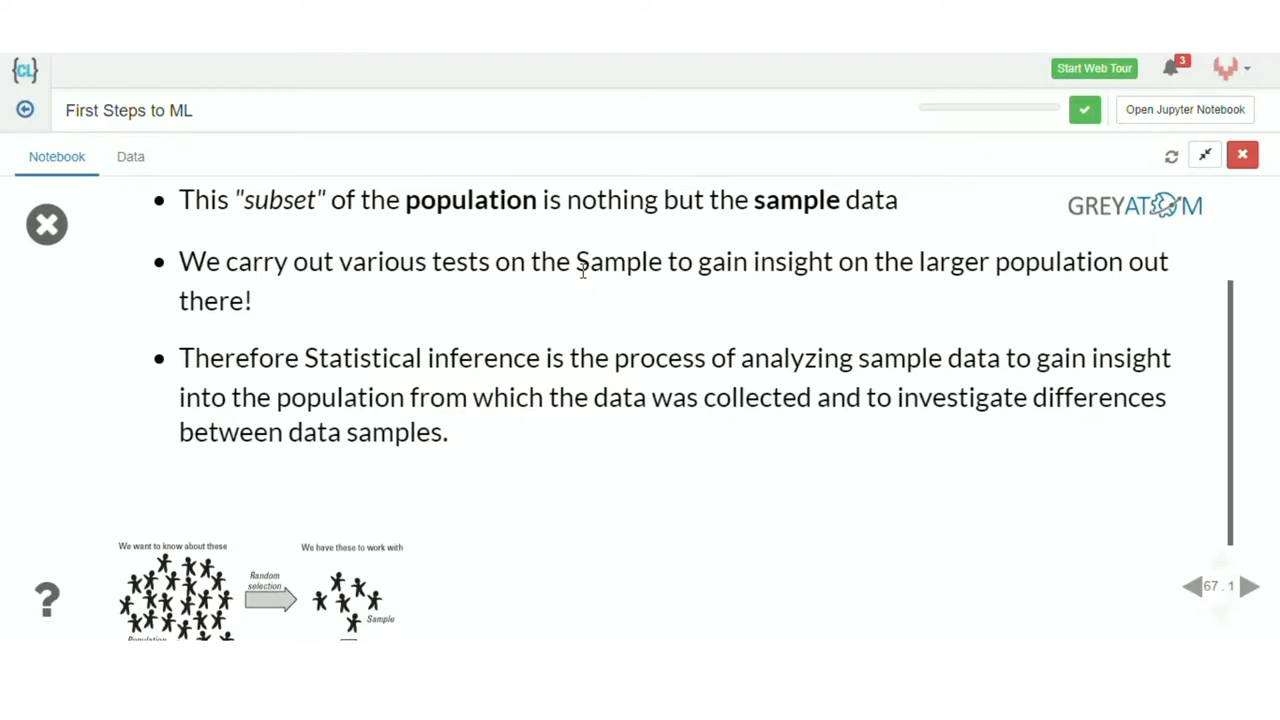 {CL}
Start Web Tour
3
First Steps to ML
Open Jupyter Notebook
Notebook
Data
This "subset" of the population is nothing but the sample data
GREYATOM
We carry out various tests on the Sample to gain insight on the larger population out
there!
Therefore Statistical inference is the process of analyzing sample data to gain insight
into the population from which the data was collected and to investigate differences
between data samples.
We want to know about these
We have these to work with
Random
selection
Sample
Population
?
67.1